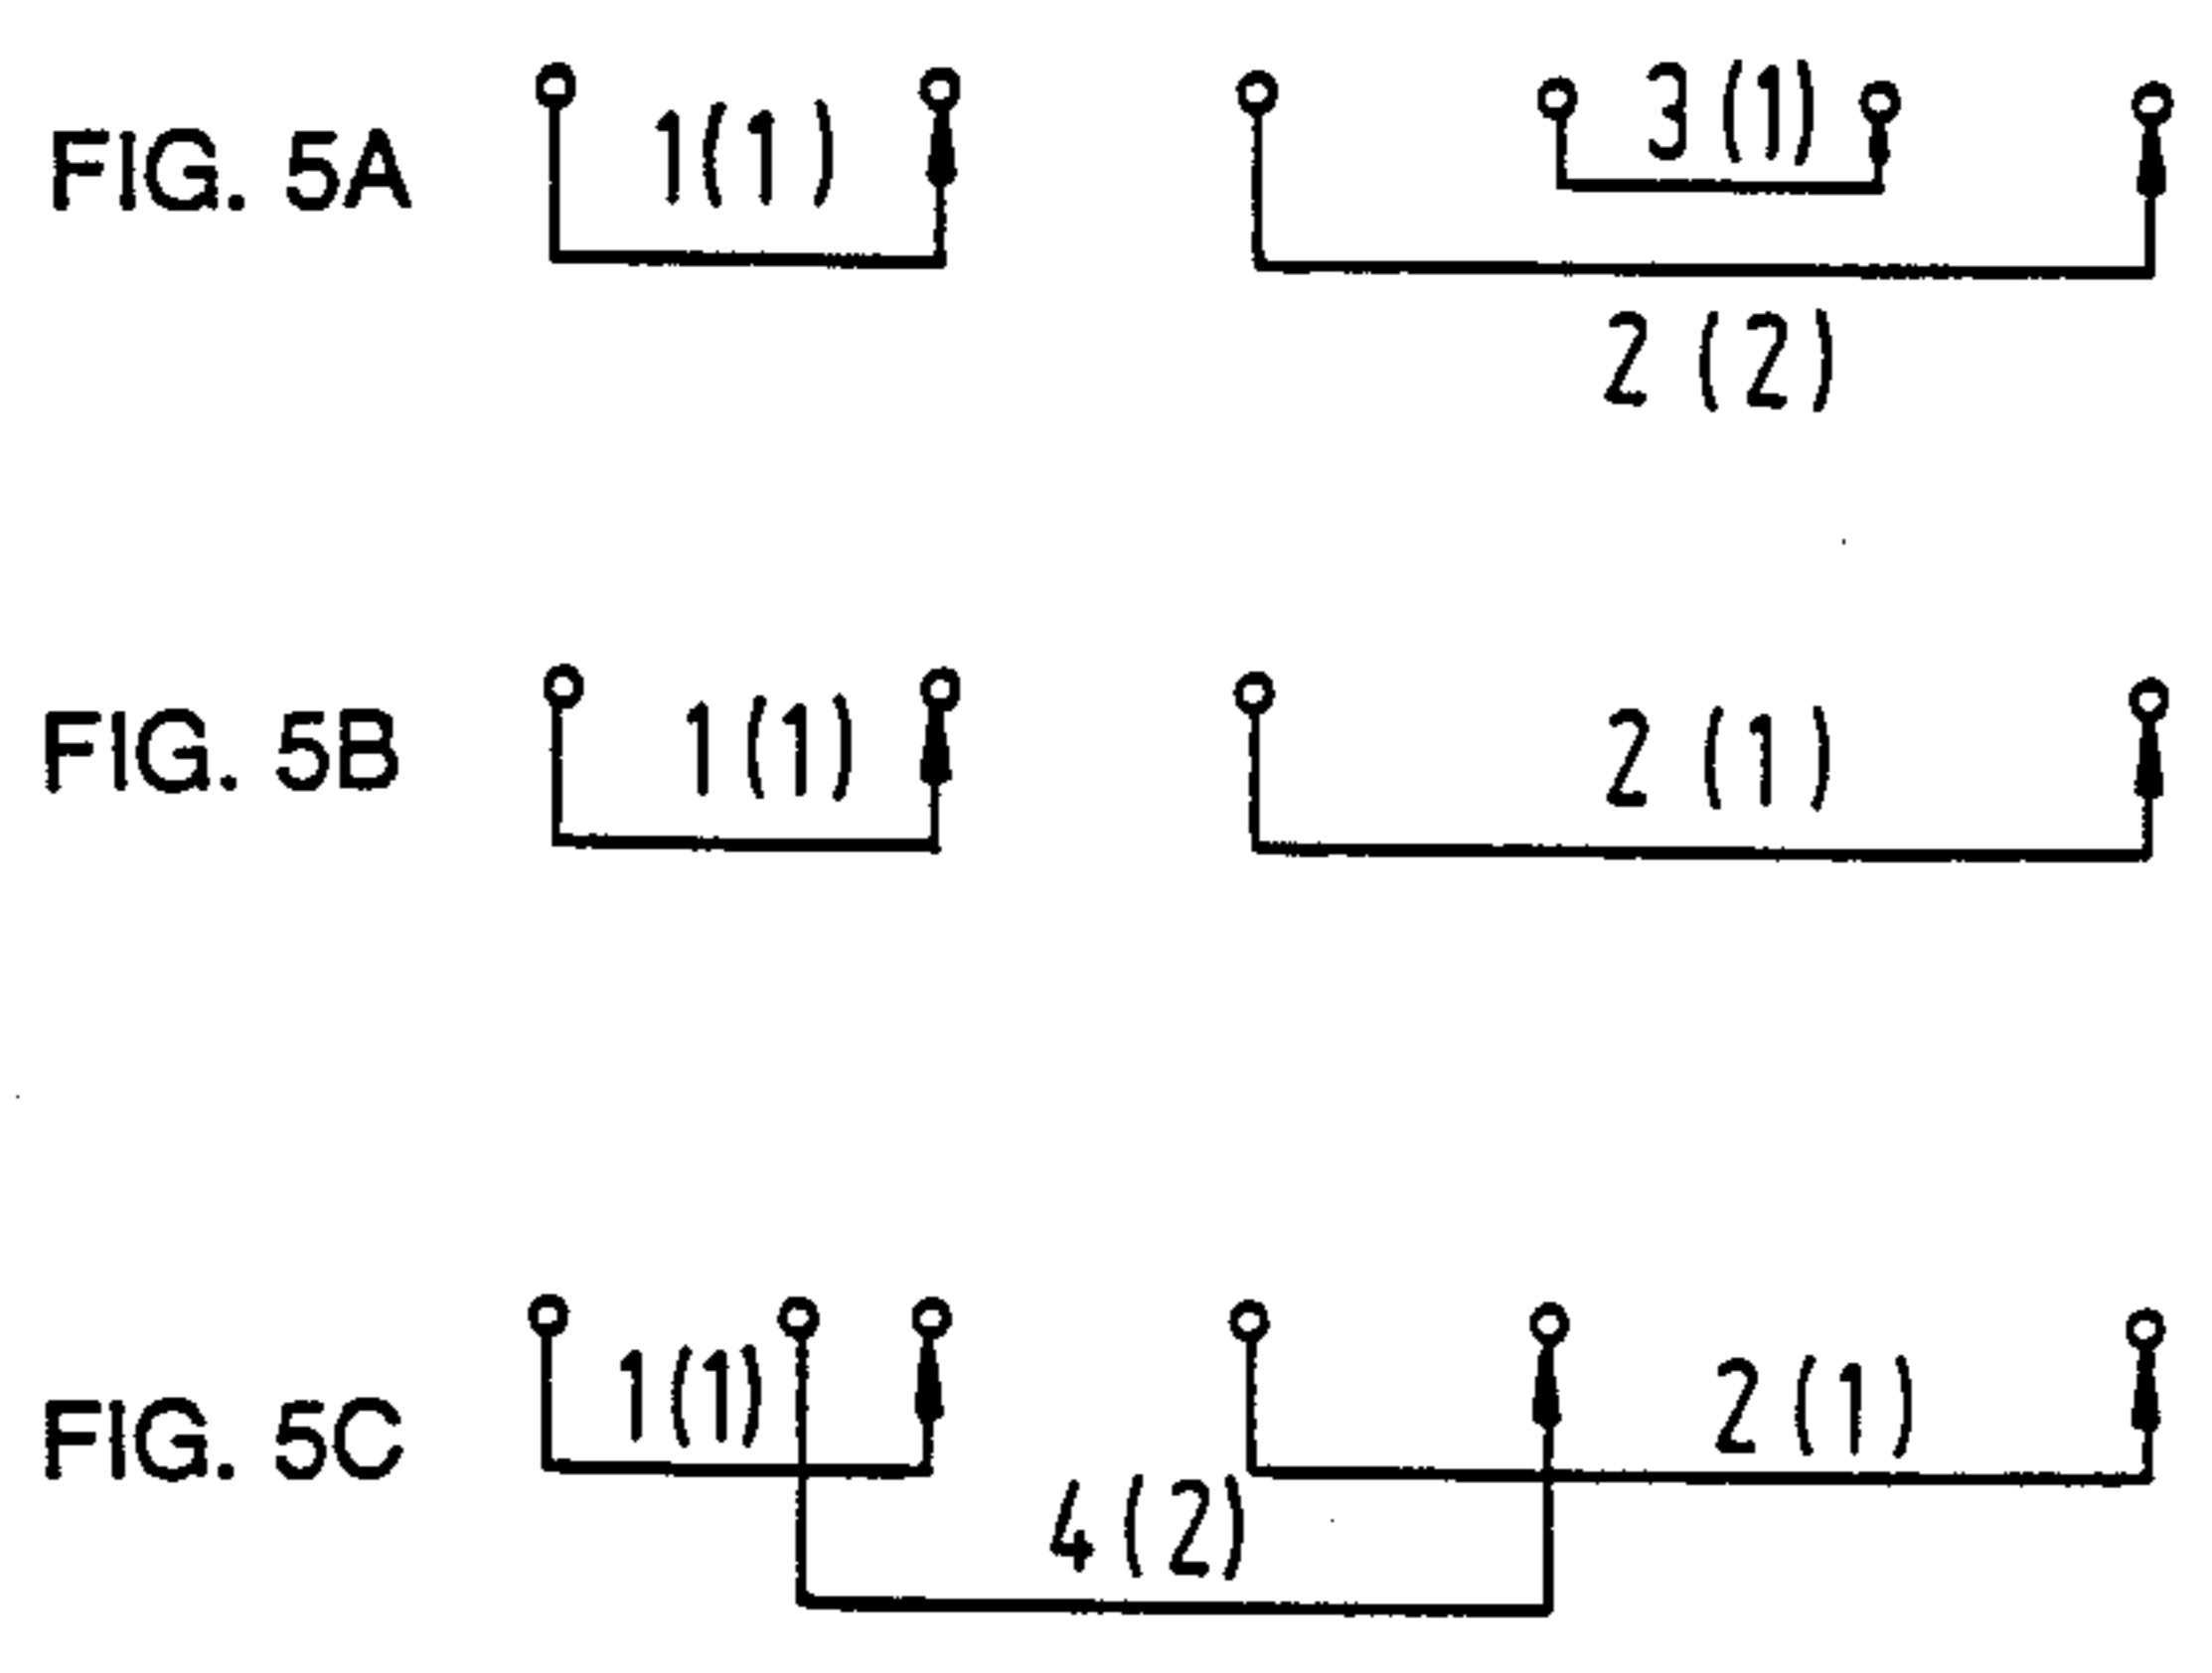 FIG. 5A 1(1) 3(1)
2(2)
FIG. 5B 1(1) 2(1)
FIG. 5C 1(1) 2(1)
4(2)